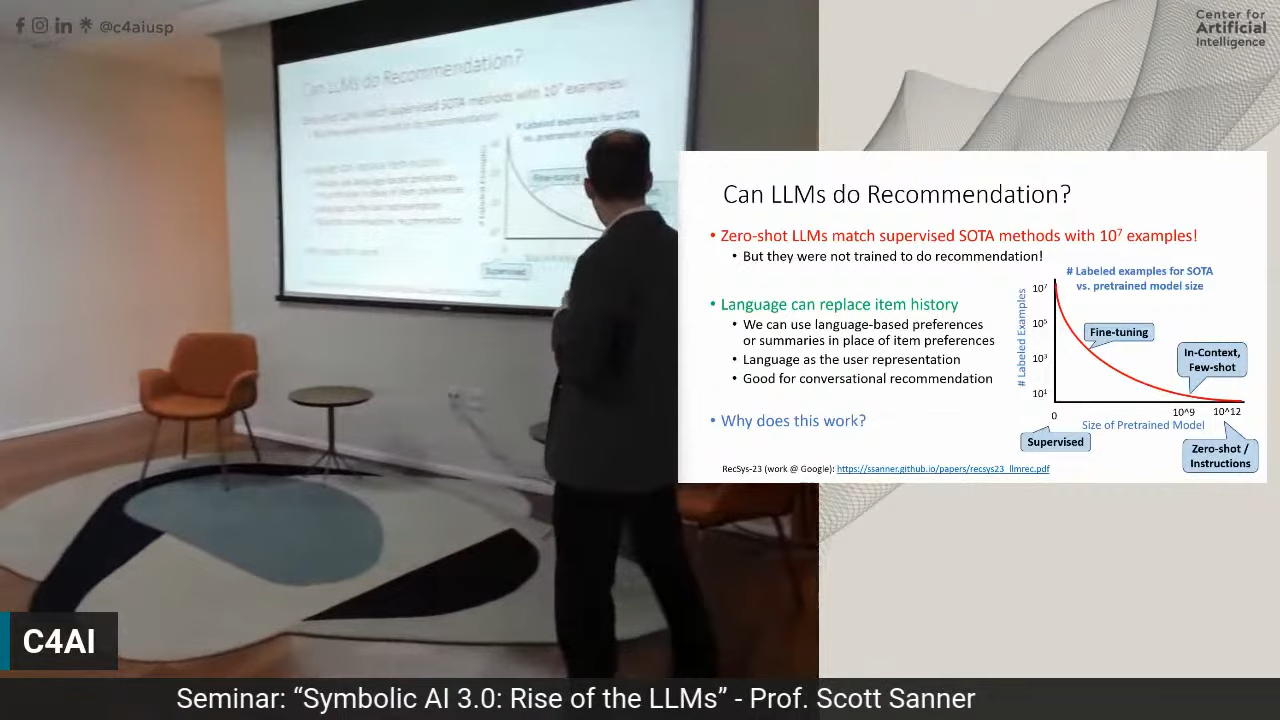 @c4aiusp
Center for
Artificial
Intelligence
Can LLMs do Recommendation?
Can LLMs do Recommendation?
• Zero-shot LLMs match supervised SOTA methods with 10⁷ examples!
• But they were not trained to do recommendation!
• Language can replace item history
• We can use language-based preferences
or summaries in place of item preferences
• Language as the user representation
• Good for conversational recommendation
• Why does this work?
# Labeled examples for SOTA
vs. pretrained model size
# Labeled Examples
10⁷
10⁵
10³
10¹
Fine-tuning
In-Context,
Few-shot
0
10^9
10^12
Size of Pretrained Model
Supervised
Zero-shot /
Instructions
RecSys-23 (work @ Google): https://ssanner.github.io/papers/recsys23_llmrec.pdf
C4AI
Seminar: “Symbolic AI 3.0: Rise of the LLMs” - Prof. Scott Sanner